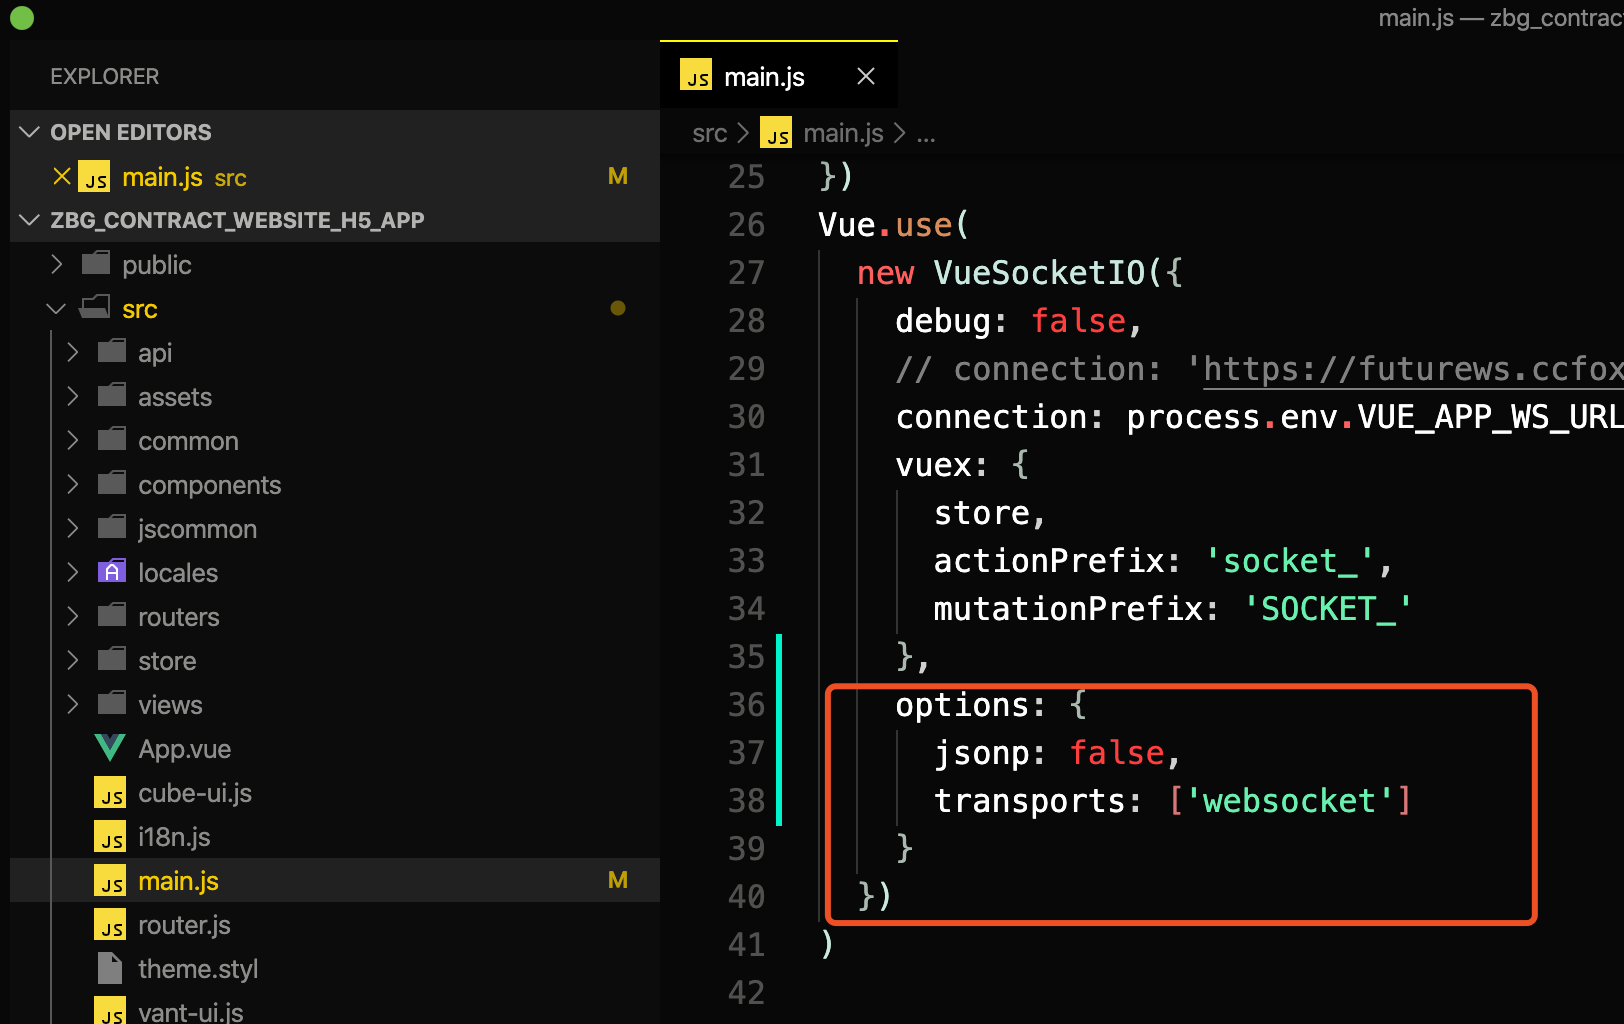 main.js — zbg_contrac
EXPLORER
OPEN EDITORS
JS main.js src M
ZBG_CONTRACT_WEBSITE_H5_APP
public
src
api
assets
common
components
jscommon
A locales
routers
store
views
App.vue
JS cube-ui.js
JS i18n.js
JS main.js M
JS router.js
theme.styl
JS vant-ui.js
JS main.js
src > JS main.js > ...
25 })
26 Vue.use(
27 new VueSocketIO({
28 debug: false,
29 // connection: 'https://futurews.ccfox
30 connection: process.env.VUE_APP_WS_URL
31 vuex: {
32 store,
33 actionPrefix: 'socket_',
34 mutationPrefix: 'SOCKET_'
35 },
36 options: {
37 jsonp: false,
38 transports: ['websocket']
39 }
40 })
41 )
42